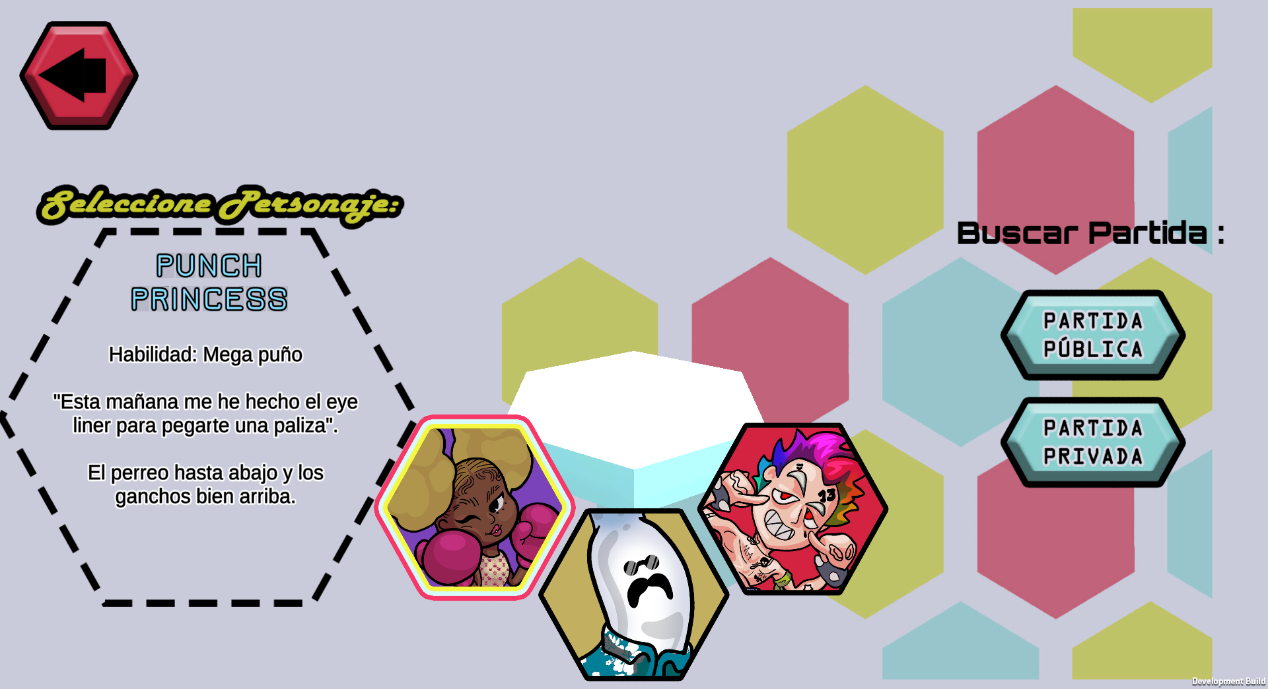 Seleccione Personaje:
PUNCH
PRINCESS
Habilidad: Mega puño
"Esta mañana me he hecho el eye
liner para pegarte una paliza".
El perreo hasta abajo y los
ganchos bien arriba.
Buscar Partida :
PARTIDA
PÚBLICA
PARTIDA
PRIVADA
13
Development Build